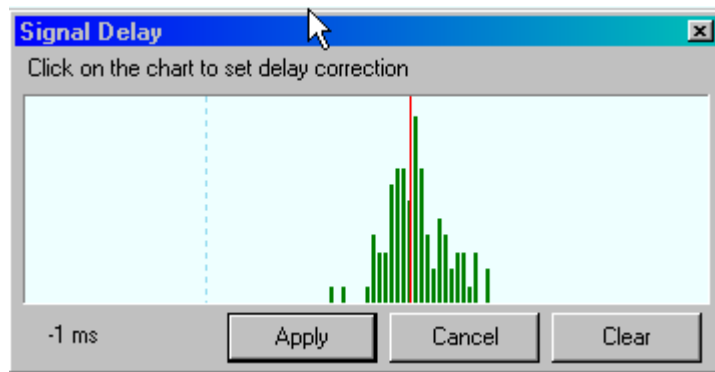 Signal Delay
Click on the chart to set delay correction
-1 ms
Apply
Cancel
Clear